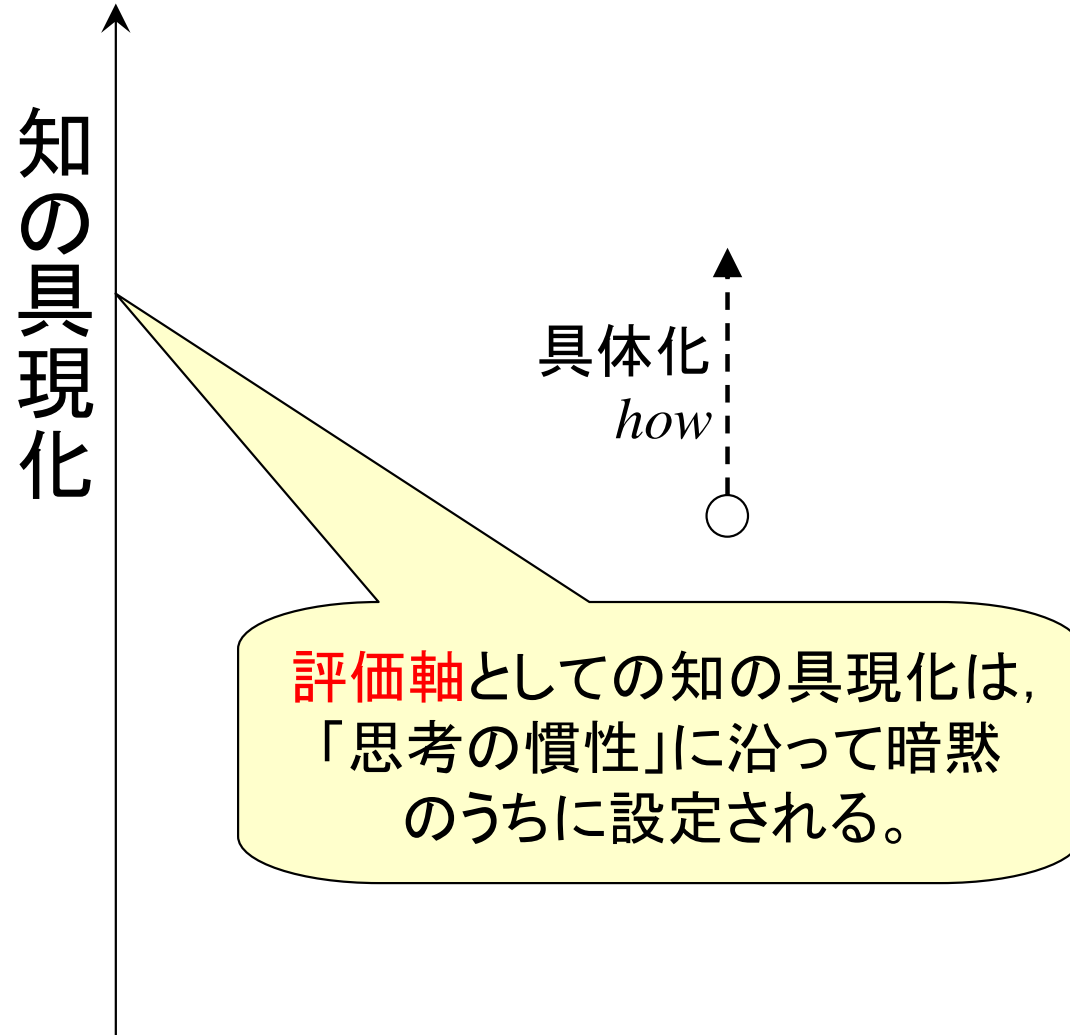 知の具現化
具体化
how
評価軸としての知の具現化は,
「思考の慣性」に沿って暗黙
のうちに設定される。